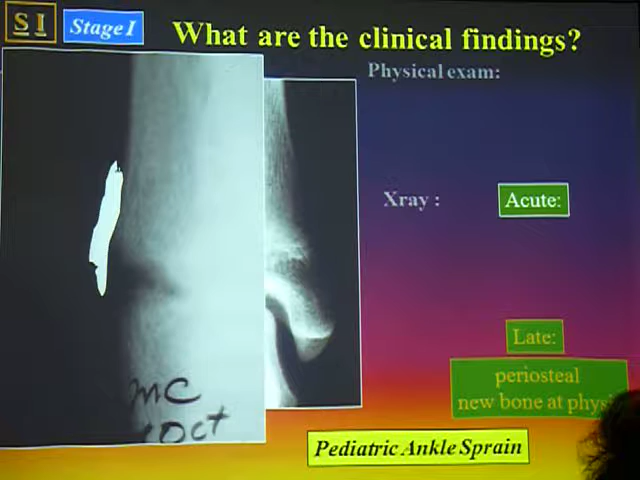 S I
Stage I
What are the clinical findings?
Physical exam:
Xray :
Acute:
Late:
periosteal
new bone at
mc
Oct
Pediatric Ankle Sprain